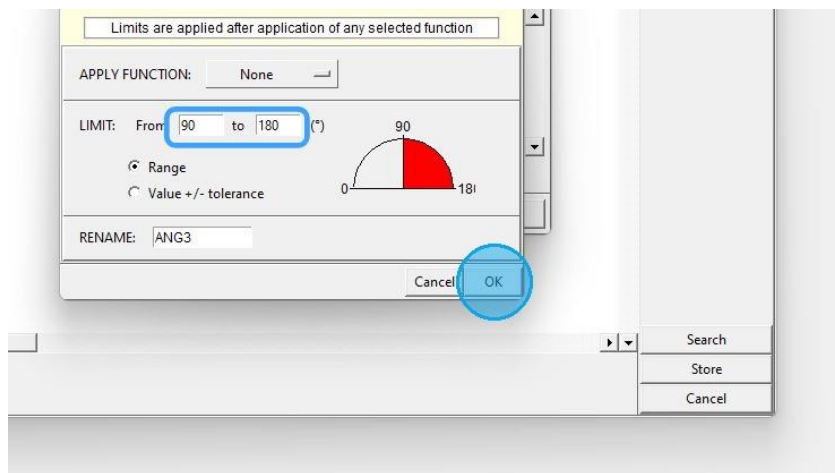 Limits are applied after application of any selected function
APPLY FUNCTION: None
LIMIT: From 90 to 180 (°)
90
Range
Value +/- tolerance
0 18
RENAME: ANG3
Cancel OK
Search
Store
Cancel